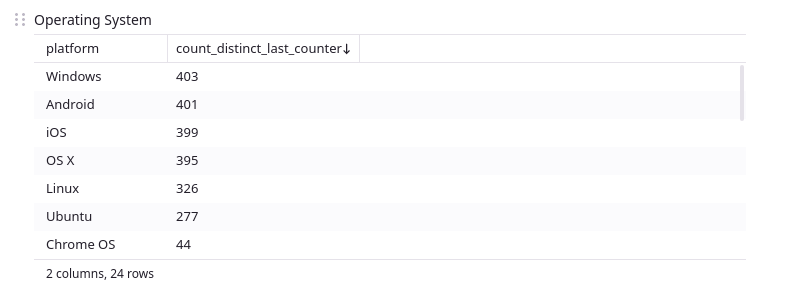 Operating System
platform count_distinct_last_counter↓
Windows 403
Android 401
iOS 399
OS X 395
Linux 326
Ubuntu 277
Chrome OS 44
2 columns, 24 rows